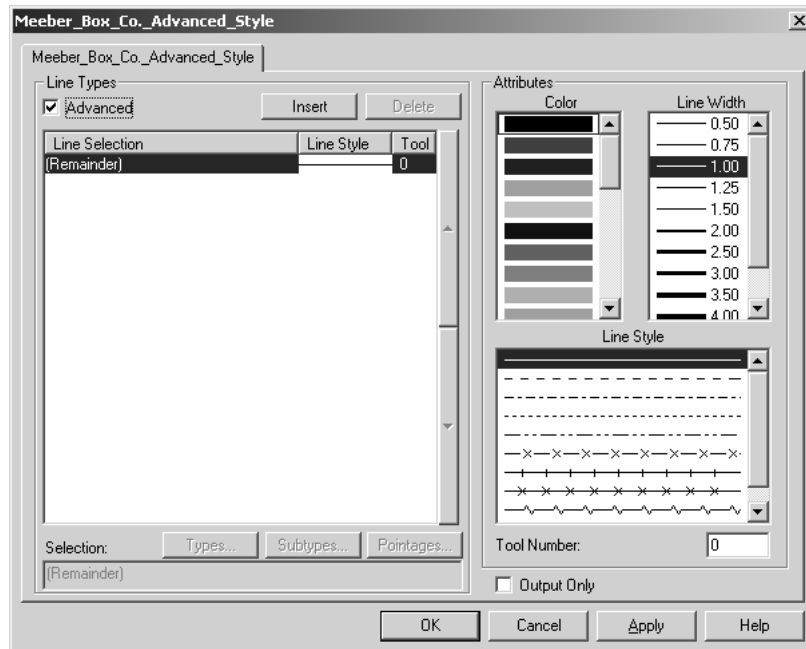 Meeber_Box_Co._Advanced_Style
Meeber_Box_Co._Advanced_Style
Line Types
Advanced
Insert
Delete
Line Selection Line Style Tool
(Remainder) 0
Selection:
Types...
Subtypes...
Pointages...
(Remainder)
Attributes
Color
Line Width
0.50
0.75
1.00
1.25
1.50
2.00
2.50
3.00
3.50
4.00
Line Style
Tool Number: 0
Output Only
OK
Cancel
Apply
Help